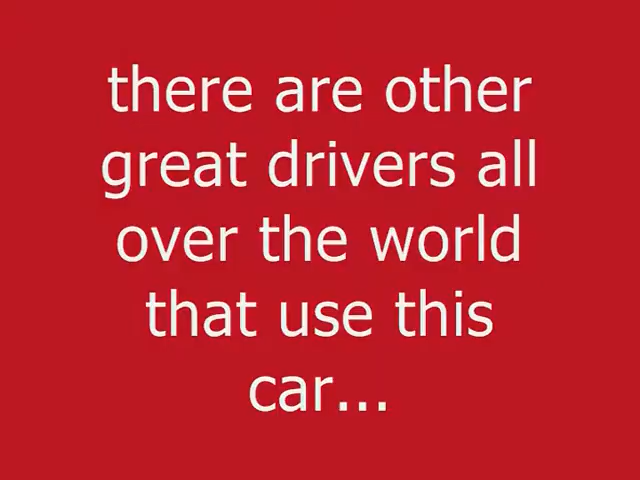 there are other
great drivers all
over the world
that use this
car...